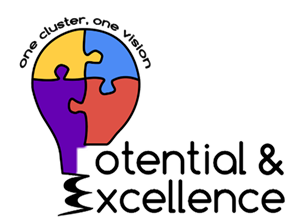 one cluster, one vision
Potential &
Excellence